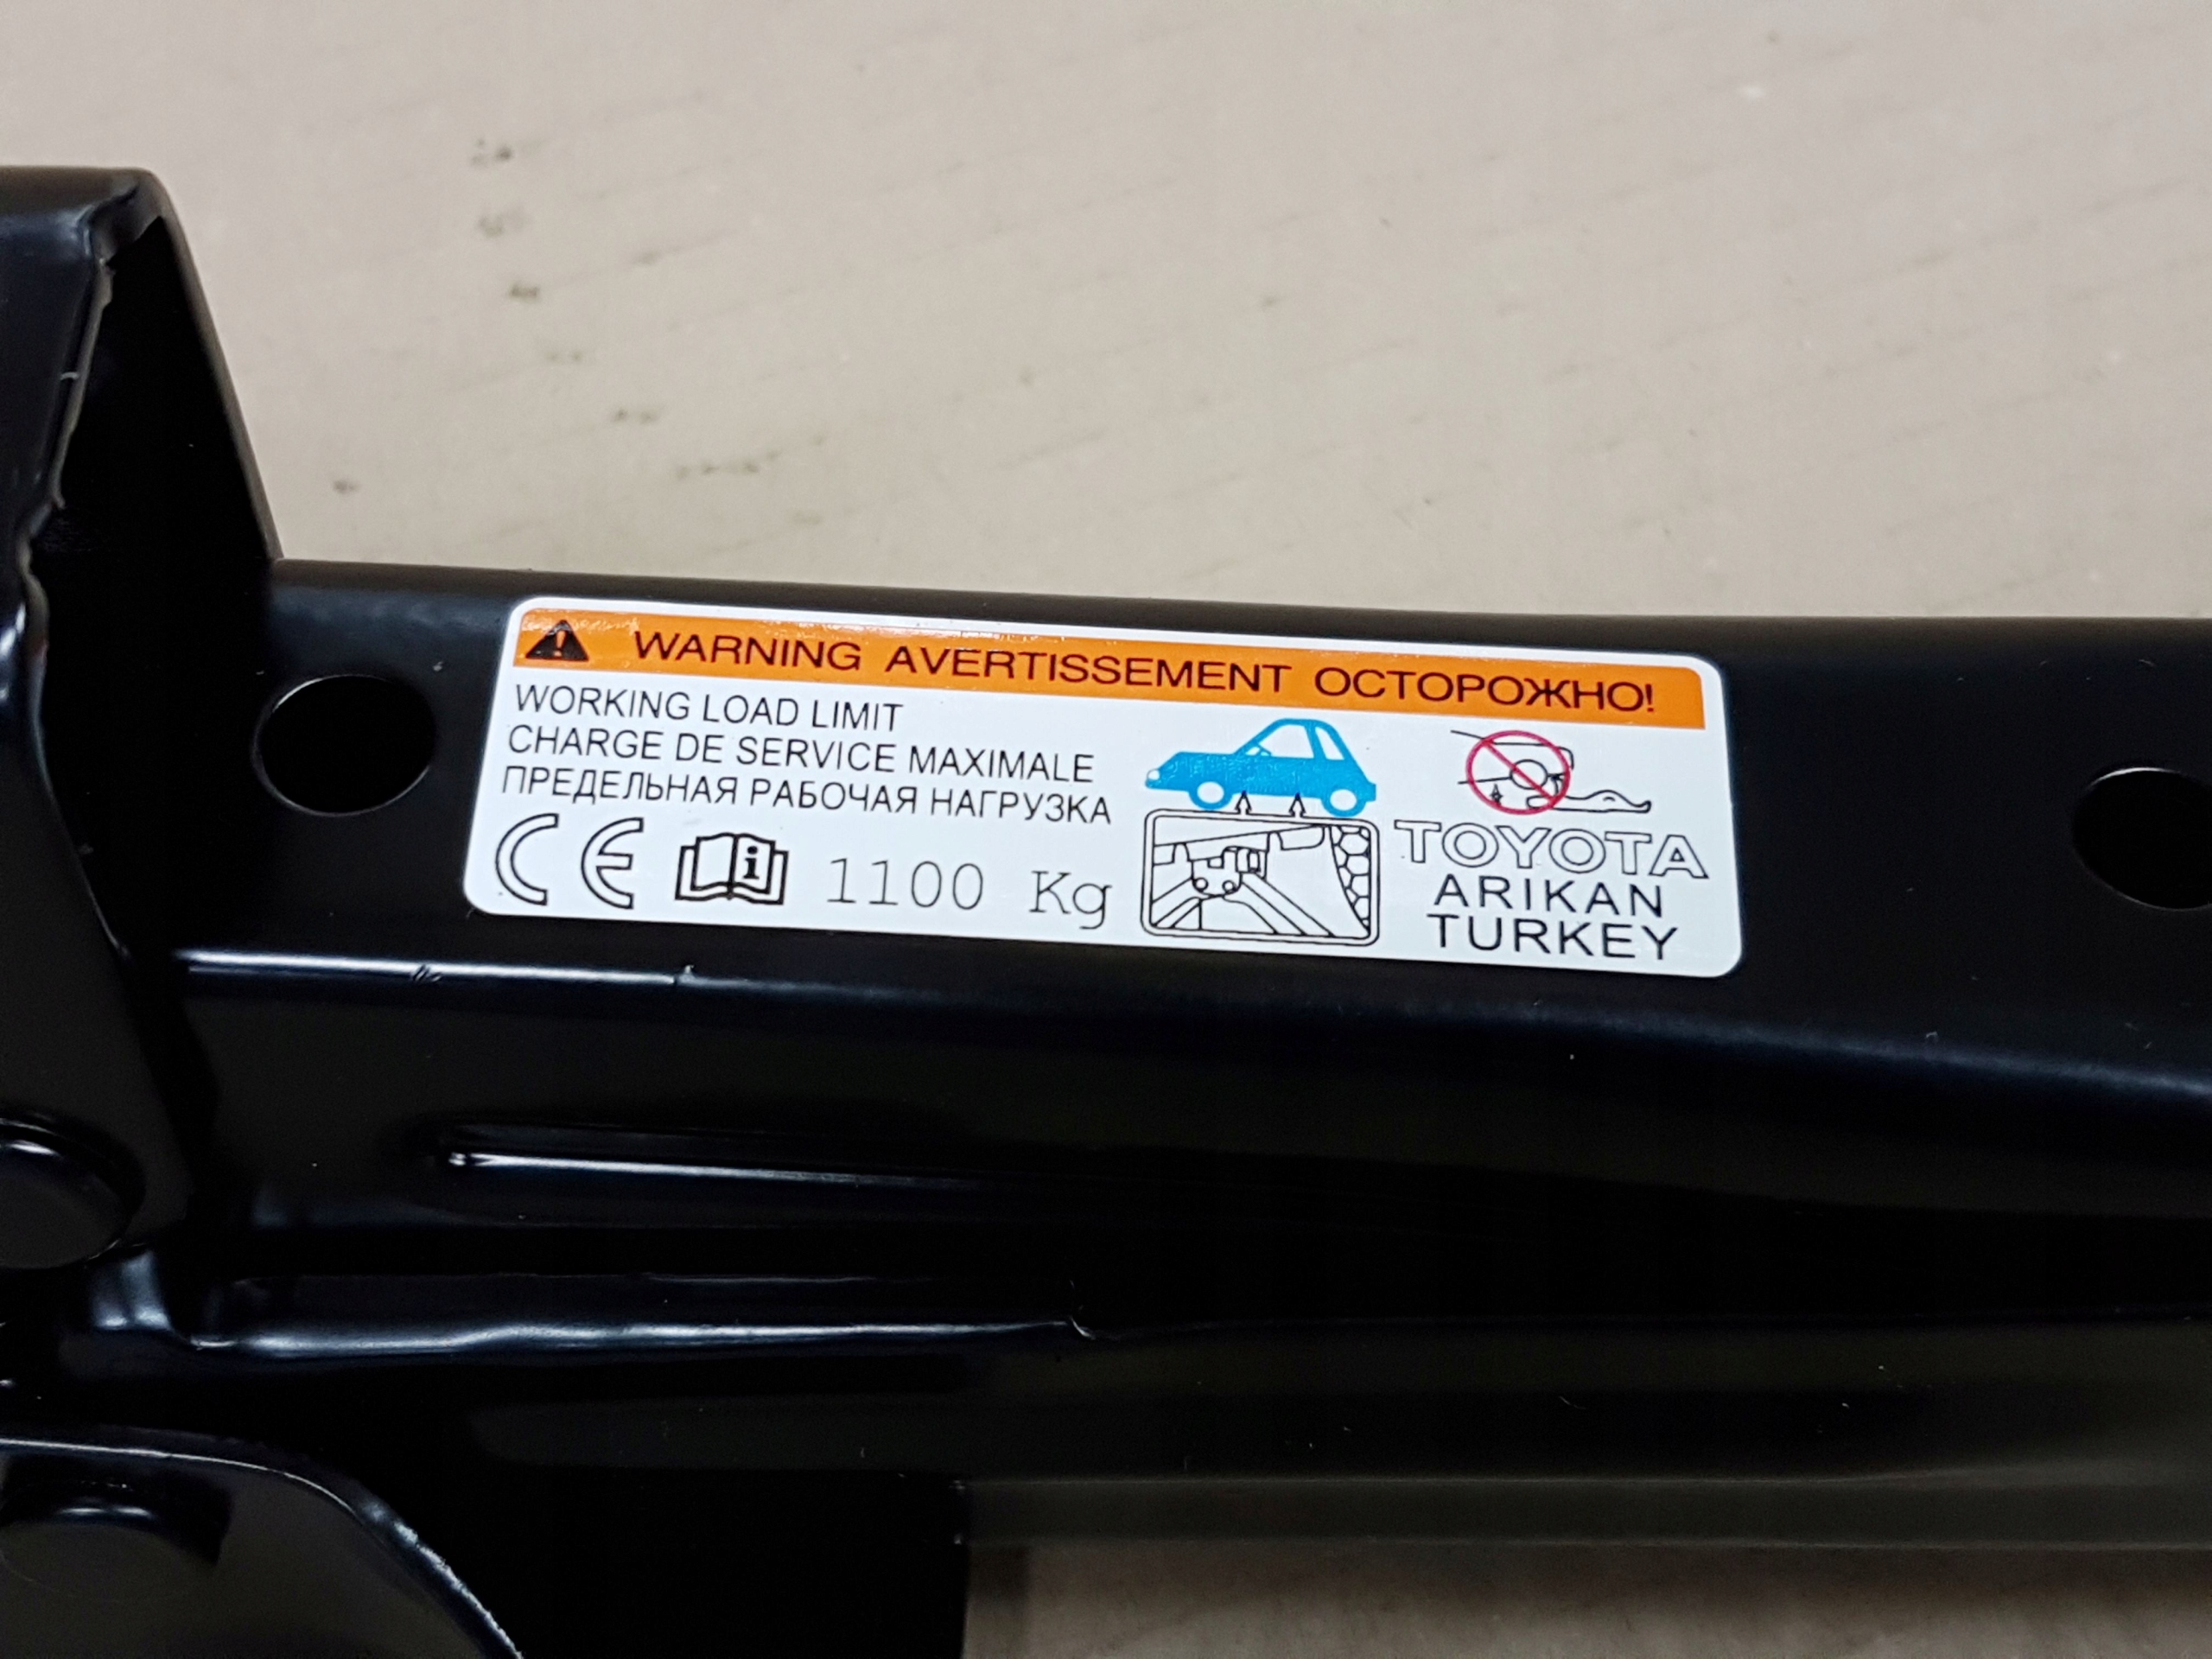 WARNING AVERTISSEMENT ОСТОРОЖНО!
WORKING LOAD LIMIT
CHARGE DE SERVICE MAXIMALE
ПРЕДЕЛЬНАЯ РАБОЧАЯ НАГРУЗКА
CE i 1100 Kg
TOYOTA
ARIKAN
TURKEY